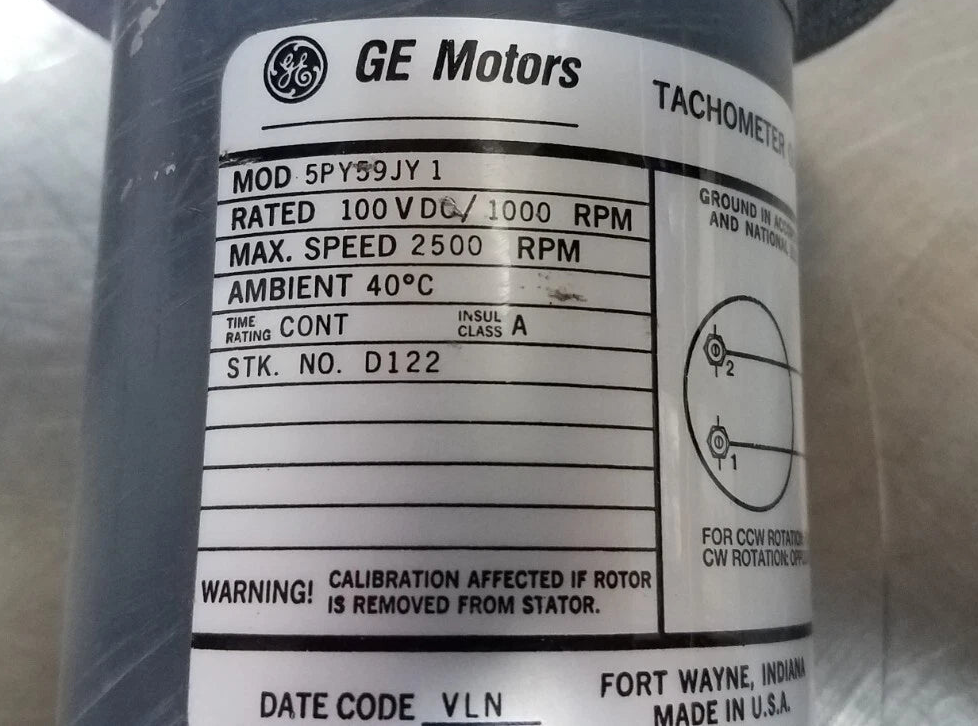 GE GE Motors
TACHOMETER
MOD 5PY59JY 1
RATED 100 VDC/ 1000 RPM
MAX. SPEED 2500 RPM
AMBIENT 40°C
TIME RATING CONT INSUL CLASS A
STK. NO. D122
WARNING! CALIBRATION AFFECTED IF ROTOR
IS REMOVED FROM STATOR.
GROUND IN
AND NATIONAL
2
1
FOR CCW ROTATION
CW ROTATION:
DATE CODE VLN
FORT WAYNE, INDIANA
MADE IN U.S.A.